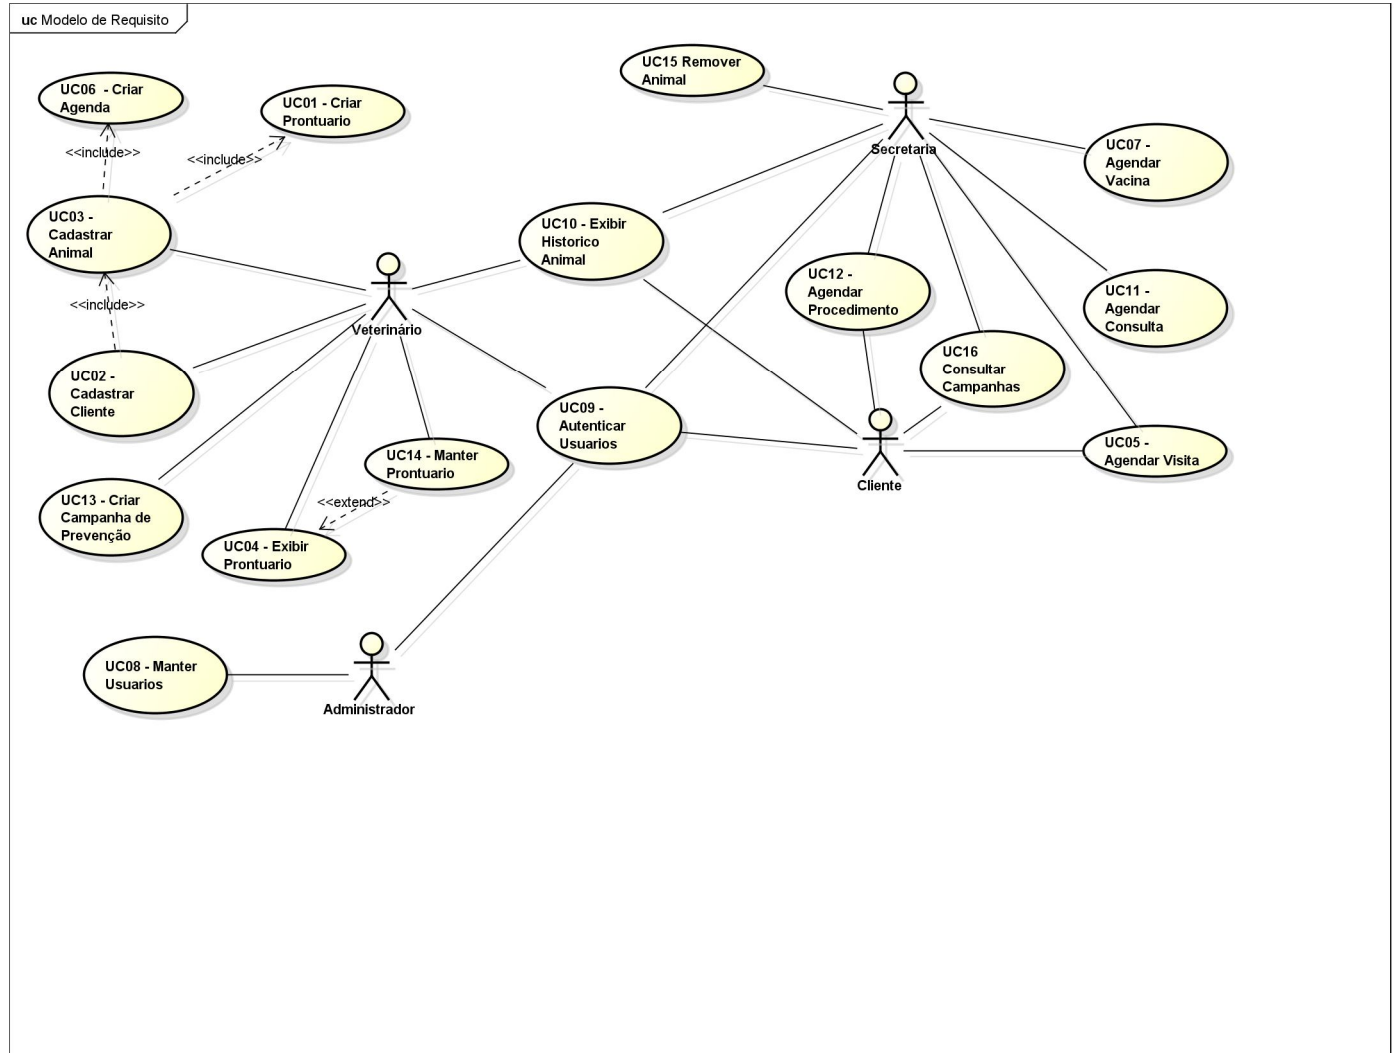 uc Modelo de Requisito
UC15 Remover
Animal
UC06 - Criar
Agenda
UC01 - Criar
Prontuario
<<include>>
<<include>>
Secretaria
UC07 -
Agendar
Vacina
UC03 -
Cadastrar
Animal
UC10 - Exibir
Historico
Animal
UC12 -
Agendar
Procedimento
UC11 -
Agendar
Consulta
<<include>>
Veterinário
UC16
Consultar
Campanhas
UC02 -
Cadastrar
Cliente
UC09 -
Autenticar
Usuarios
UC05 -
Agendar Visita
UC14 - Manter
Prontuario
Cliente
<<extend>>
UC13 - Criar
Campanha de
Prevenção
UC04 - Exibir
Prontuario
UC08 - Manter
Usuarios
Administrador